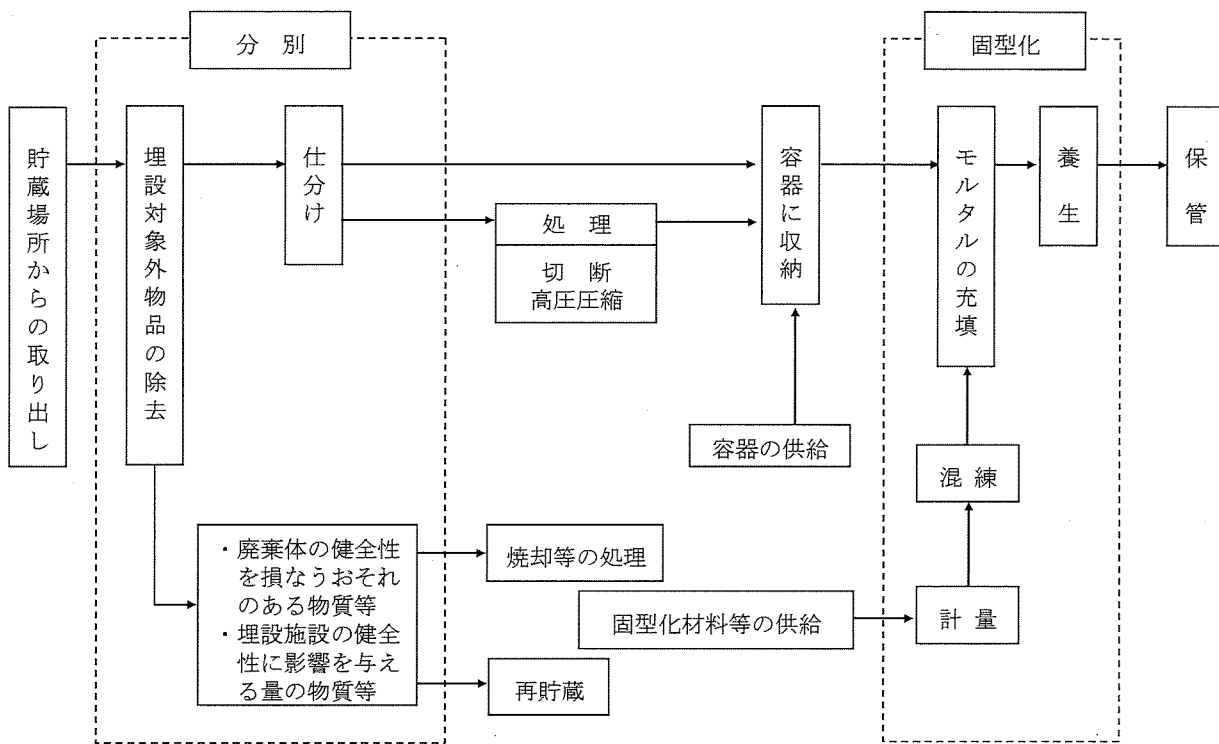 分 別
固型化
貯蔵場所からの取り出し
埋設対象外物品の除去
仕分け
処 理
切 断
高圧圧縮
容器に収納
モルタルの充填
養生
保管
容器の供給
混 練
・廃棄体の健全性
を損なうおそれ
のある物質等
・埋設施設の健全
性に影響を与え
る量の物質等
焼却等の処理
固型化材料等の供給
計 量
再貯蔵